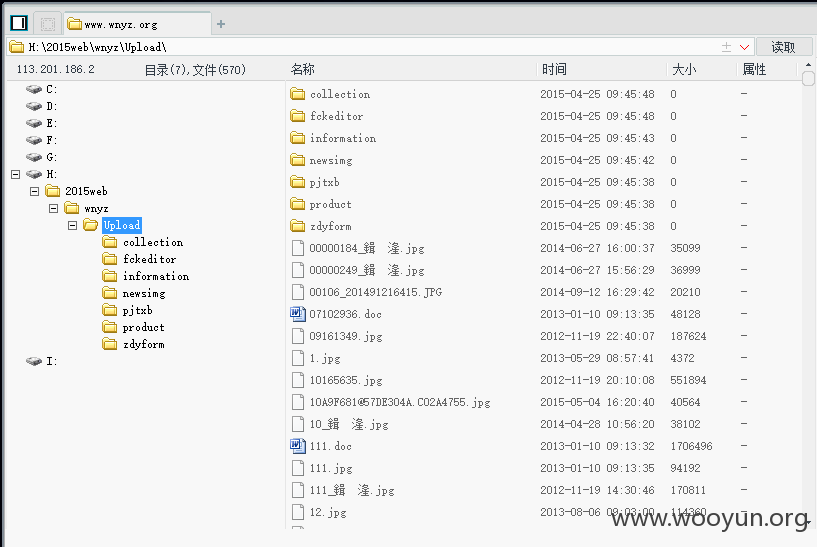 www.wnyz.org
H:\2015web\wnyz\Upload\ 读取
113.201.186.2 目录(7),文件(570) 名称 时间 大小 属性
C:
D:
E:
F:
G:
H:
2015web
wnyz
Upload
collection
fckeditor
information
newsimg
pjtxb
product
zdyform
I:
collection 2015-04-25 09:45:48 0 -
fckeditor 2015-04-25 09:45:48 0 -
information 2015-04-25 09:45:43 0 -
newsimg 2015-04-25 09:45:42 0 -
pjtxb 2015-04-25 09:45:38 0 -
product 2015-04-25 09:45:38 0 -
zdyform 2015-04-25 09:45:38 0 -
00000184_鍓 湰.jpg 2014-06-27 16:00:37 35099 -
00000249_鍓 湰.jpg 2014-06-27 15:56:29 36999 -
00106_201491216415.JPG 2014-09-12 16:29:42 20210 -
07102936.doc 2013-01-10 09:13:35 48128 -
09161349.jpg 2012-11-19 22:40:07 187624 -
1.jpg 2013-05-29 08:57:41 4372 -
10165635.jpg 2012-11-19 20:10:08 551894 -
10A9F681@57DE304A.C02A4755.jpg 2015-05-04 16:20:40 40564 -
10_鍓 湰.jpg 2014-04-28 10:56:20 38102 -
111.doc 2013-01-10 09:13:32 1706496 -
111.jpg 2013-01-10 09:13:35 94192 -
111_鍓 湰.jpg 2012-11-19 14:30:46 170811 -
12.jpg 2013-08-06 09:03:00 114360 -
www.wooyun.org